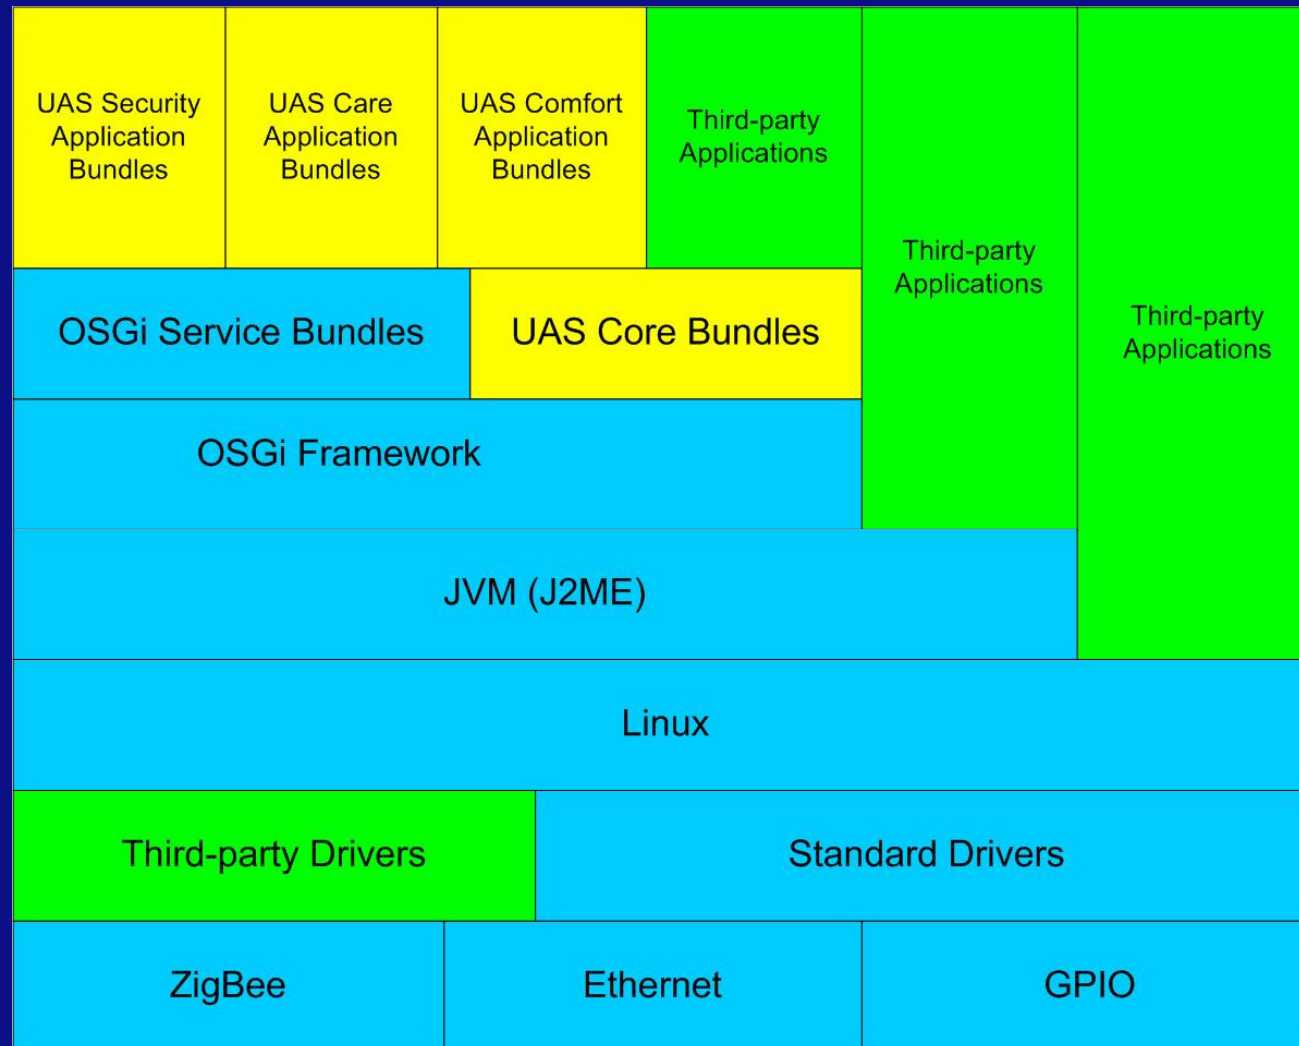 UAS Security
Application
Bundles
UAS Care
Application
Bundles
UAS Comfort
Application
Bundles
Third-party
Applications
Third-party
Applications
Third-party
Applications
OSGi Service Bundles
UAS Core Bundles
OSGi Framework
JVM (J2ME)
Linux
Third-party Drivers
Standard Drivers
ZigBee
Ethernet
GPIO